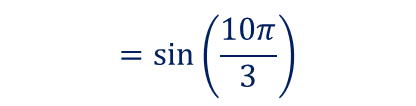 = sin(10π/3)